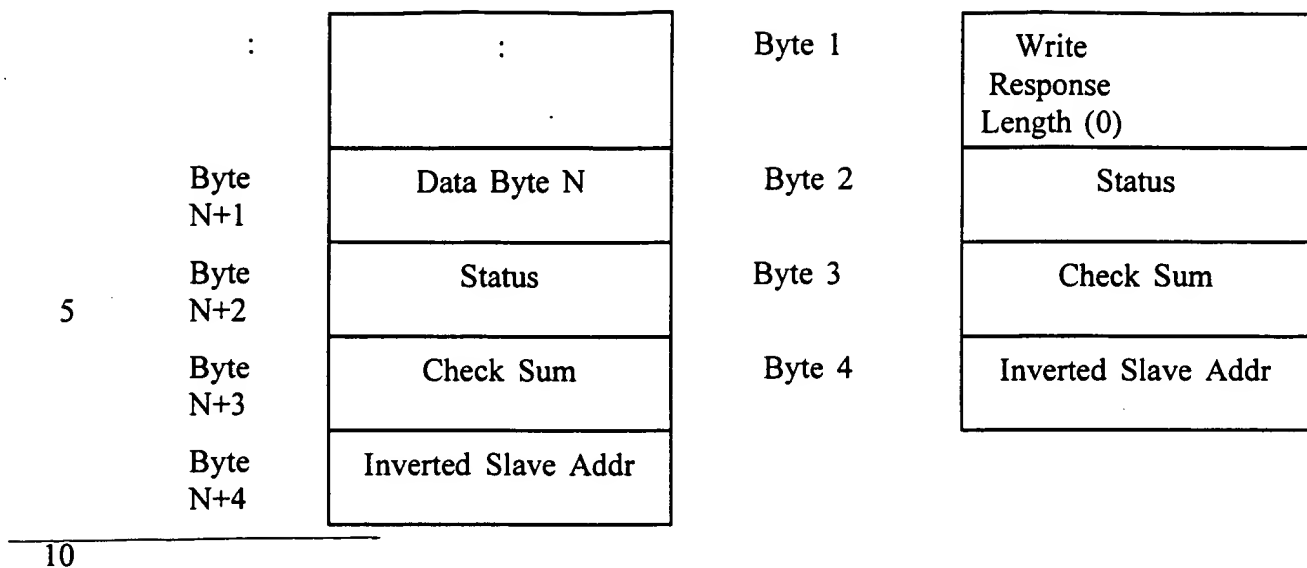 : : Byte 1 Write
Response
Length (0)
Byte Data Byte N Byte 2 Status
N+1
Byte Status Byte 3 Check Sum
5 N+2
Byte Check Sum Byte 4 Inverted Slave Addr
N+3
Byte Inverted Slave Addr
N+4
10